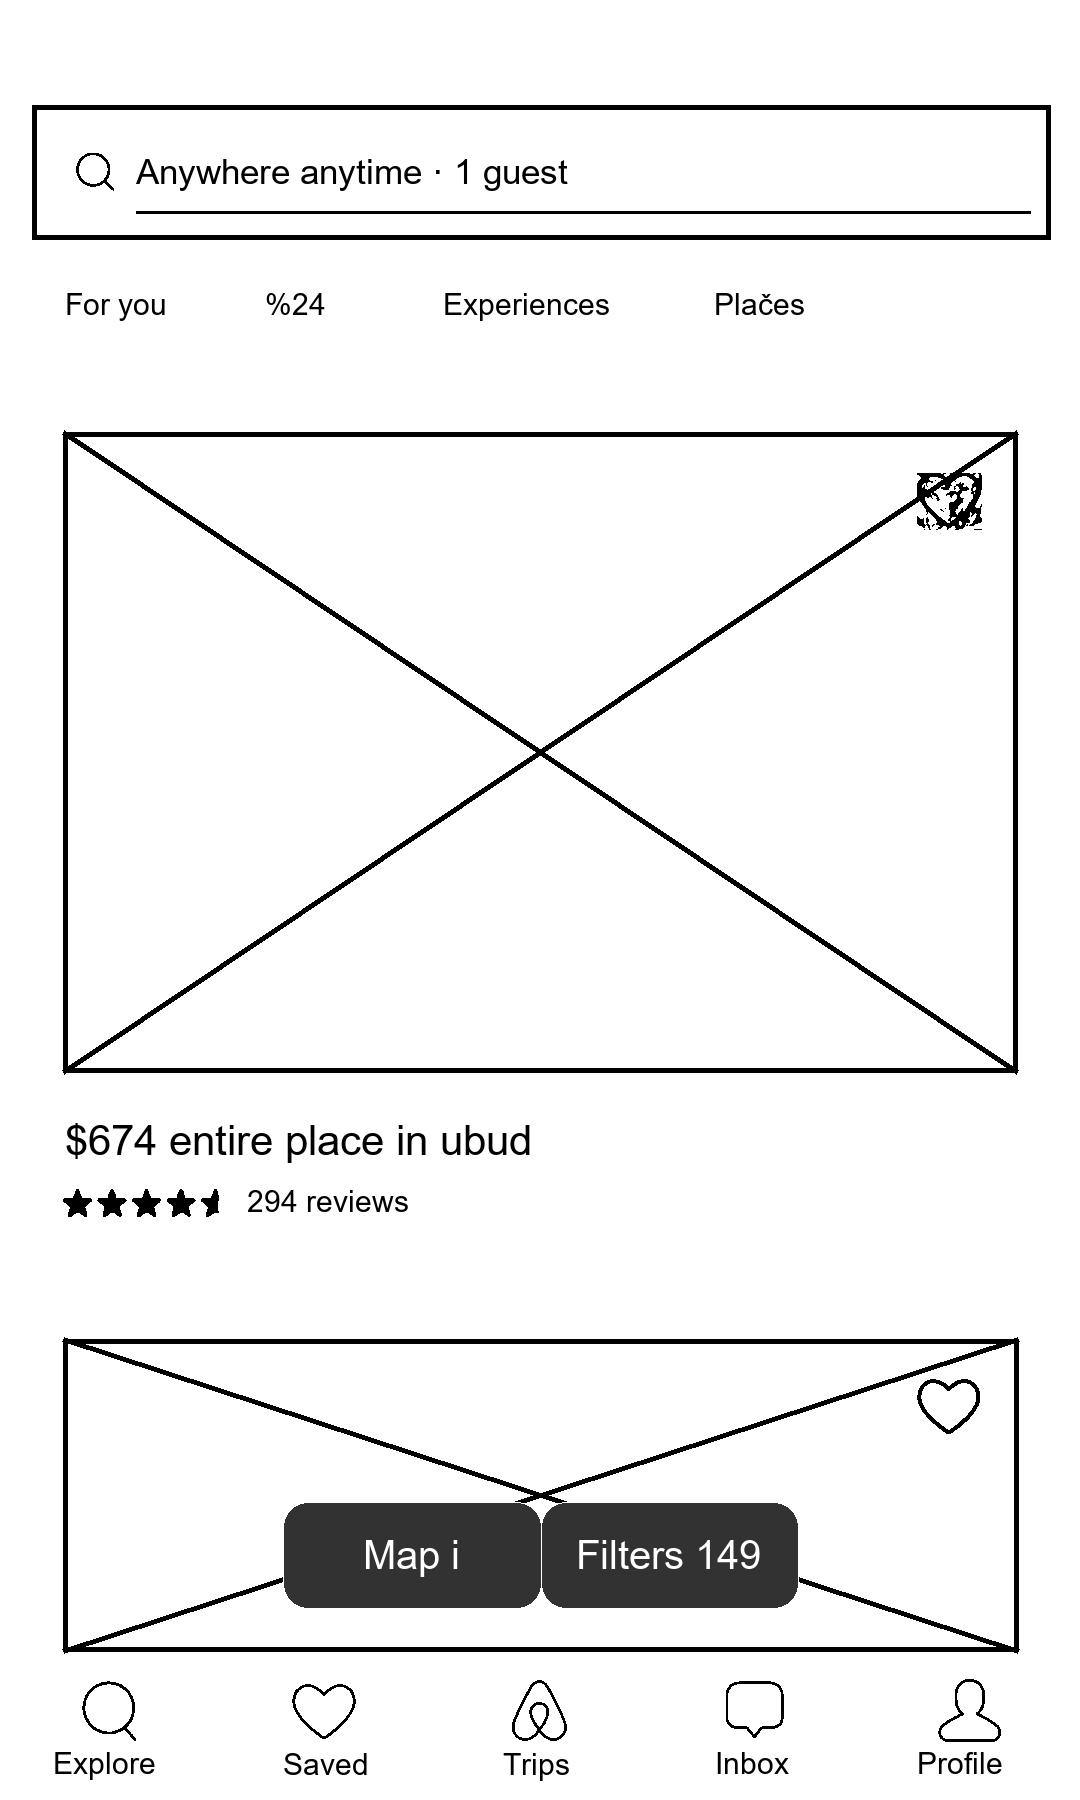 Anywhere anytime · 1 guest
For you %24 Experiences Plačes
$674 entire place in ubud
294 reviews
Map i Filters 149
Explore Saved Trips Inbox Profile